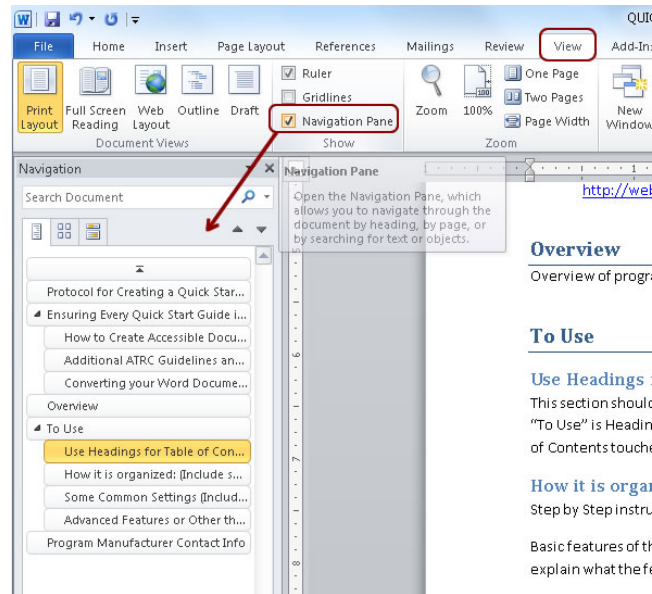 QUIC
File Home Insert Page Layout References Mailings Review View Add-Ins
Print Layout
Full Screen Reading
Web Layout
Outline
Draft
Document Views
Ruler
Gridlines
Navigation Pane
Show
Zoom
100%
One Page
Two Pages
Page Width
Zoom
New Window
Navigation
Search Document
Protocol for Creating a Quick Star...
Ensuring Every Quick Start Guide i...
How to Create Accessible Docu...
Additional ATRC Guidelines an...
Converting your Word Docume...
Overview
To Use
Use Headings for Table of Con...
How it is organized: (Include s...
Some Common Settings (Includ...
Advanced Features or Other th...
Program Manufacturer Contact Info
Navigation Pane
Open the Navigation Pane, which
allows you to navigate through the
document by heading, by page, or
by searching for text or objects.
http://web
Overview
Overview of progra
To Use
Use Headings
This section should
“To Use” is Headin
of Contents touche
How it is organ
Step by Step instru
Basic features of th
explain what the fe